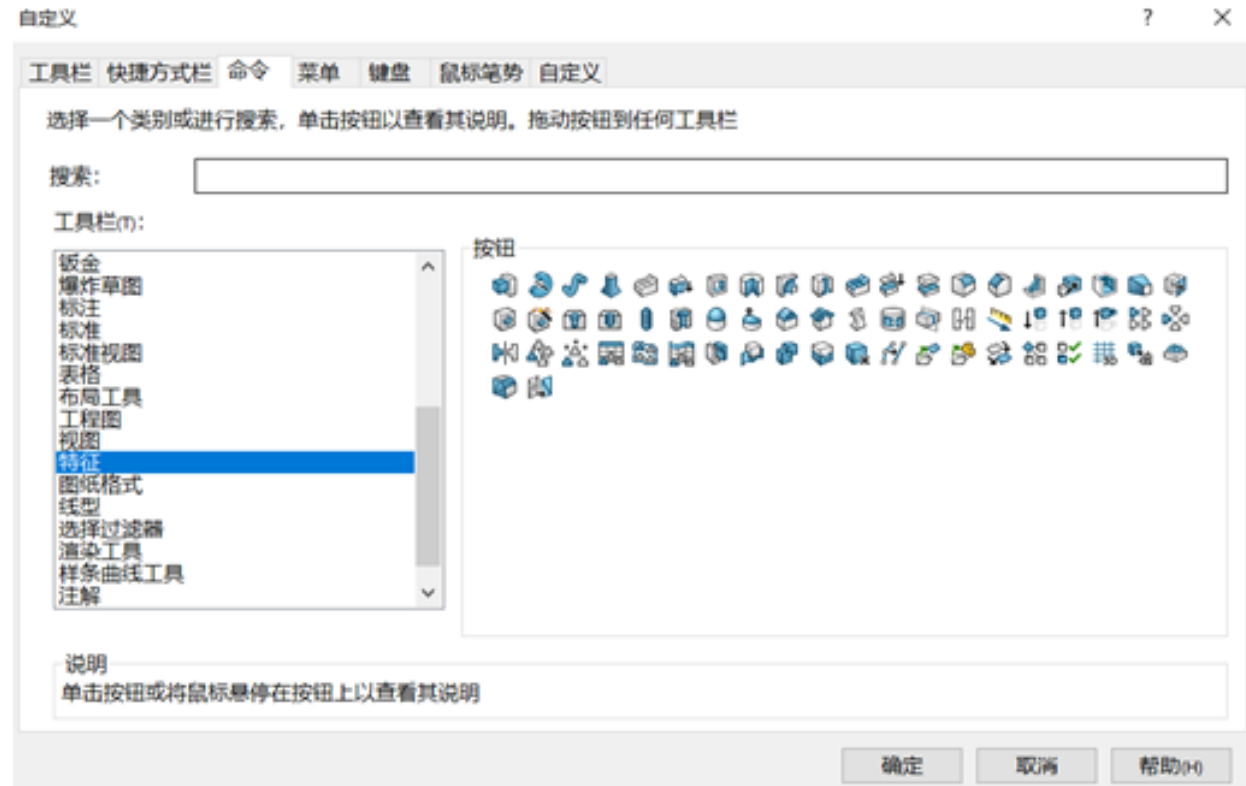 自定义
?
工具栏 快捷方式栏 命令 菜单 键盘 鼠标笔势 自定义
选择一个类别或进行搜索，单击按钮以查看其说明。拖动按钮到任何工具栏
搜索：
工具栏(T)：
按钮
钣金
爆炸草图
标注
标准
标准视图
表格
布局工具
工程图
视图
特征
图纸格式
线型
选择过滤器
渲染工具
样条曲线工具
注解
说明
单击按钮或将鼠标悬停在按钮上以查看其说明
确定 取消 帮助(H)